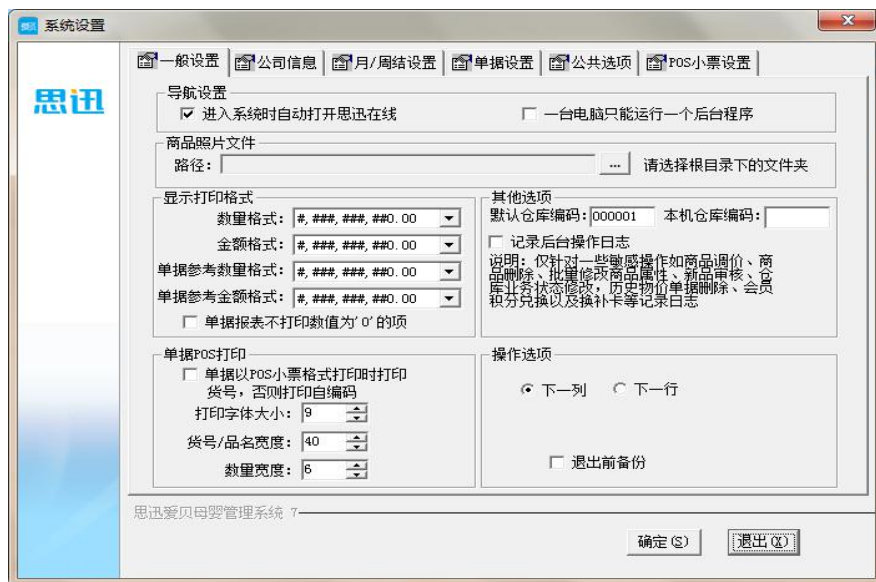 系统设置
思迅
一般设置 公司信息 月/周结设置 单据设置 公共选项 POS小票设置
导航设置
进入系统时自动打开思迅在线 一台电脑只能运行一个后台程序
商品照片文件
路径: ... 请选择根目录下的文件夹
显示打印格式
数量格式: #,###,###,##0.00
金额格式: #,###,###,##0.00
单据参考数量格式: #,###,###,##0.00
单据参考金额格式: #,###,###,##0.00
单据报表不打印数值为'0'的项
其他选项
默认仓库编码: 000001 本机仓库编码:
记录后台操作日志
说明: 仅针对一些敏感操作如商品调价、商
品删除、批量修改商品属性、新品审核、仓
库业务状态修改，历史物价单据删除、会员
积分兑换以及换补卡等记录日志
单据POS打印
单据以POS小票格式打印时打印
货号，否则打印自编码
打印字体大小: 9
货号/品名宽度: 40
数量宽度: 6
操作选项
下一列 下一行
退出前备份
思迅爱贝母婴管理系统 7
确定(S) 退出(X)